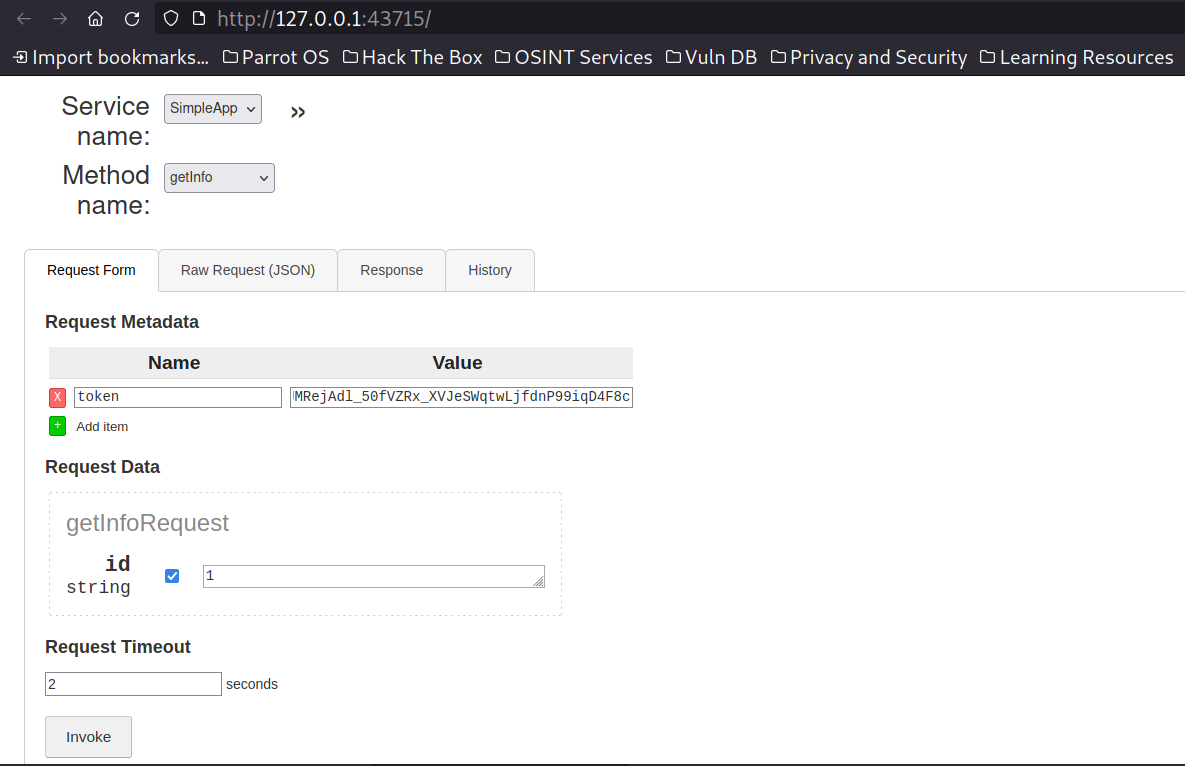 http://127.0.0.1:43715/
Import bookmarks... Parrot OS Hack The Box OSINT Services Vuln DB Privacy and Security Learning Resources
Service name: SimpleApp »
Method name: getInfo
Request Form Raw Request (JSON) Response History
Request Metadata
Name Value
X token MRejAdl_50fVZRx_XVJeSWqtwLjfdnP99iqD4F8c
+ Add item
Request Data
getInfoRequest
id
string 1
Request Timeout
2 seconds
Invoke